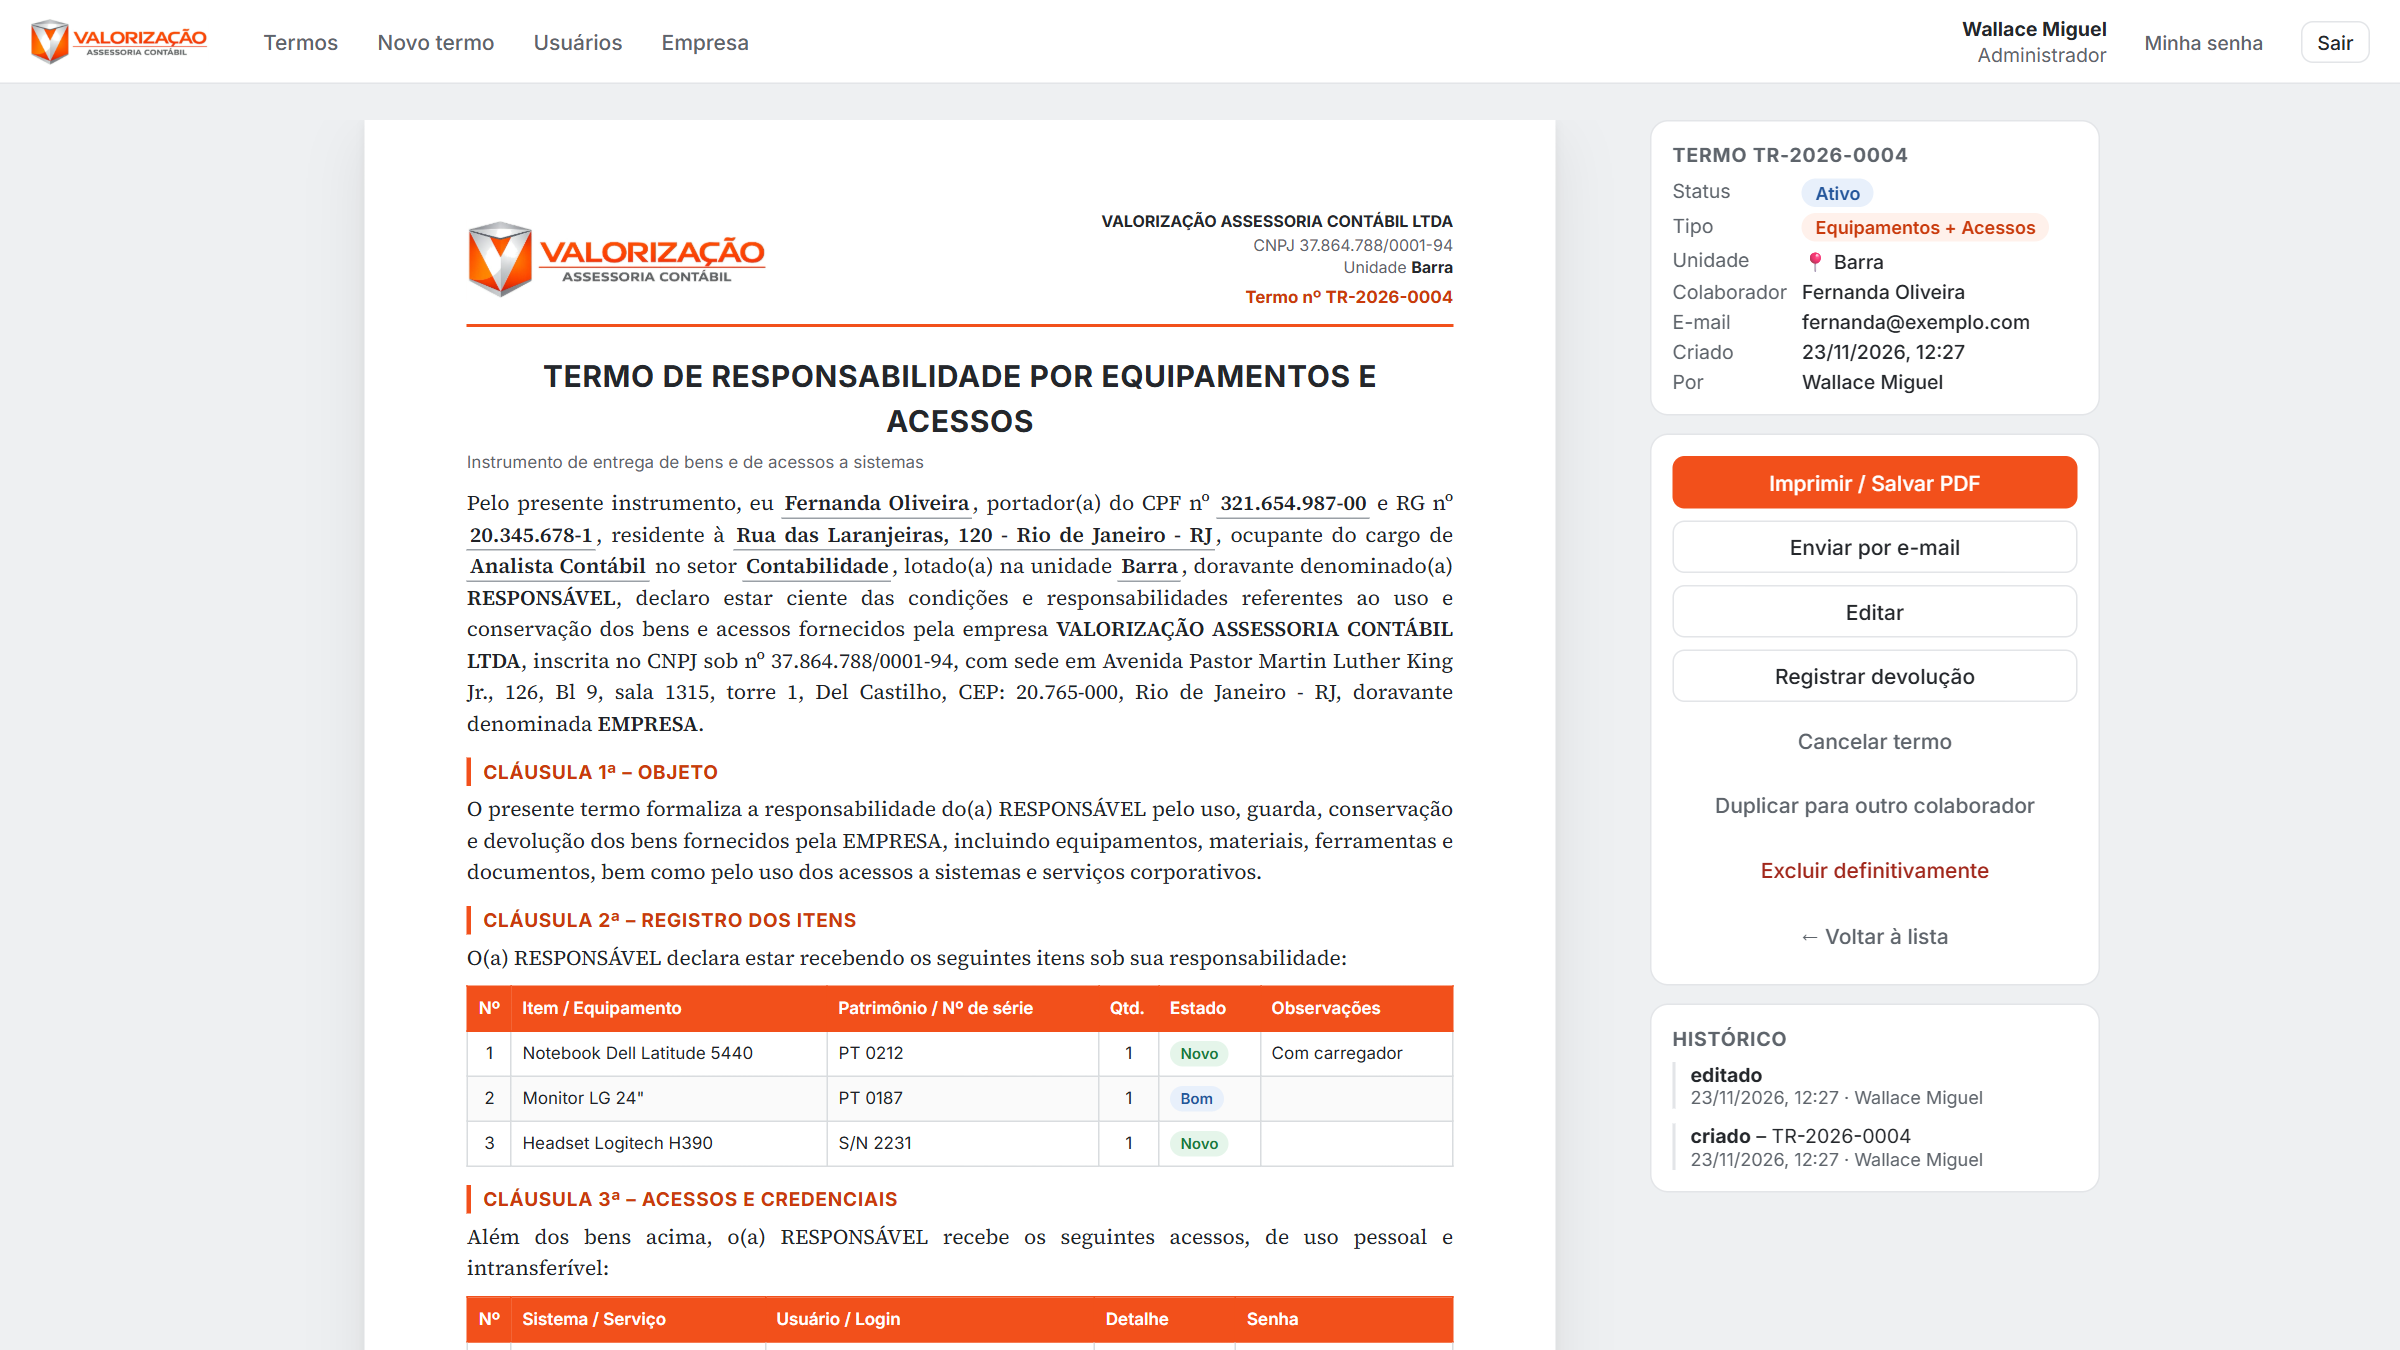 VALORIZAÇÃO
ASSESSORIA CONTÁBIL
Termos
Novo termo
Usuários
Empresa
Wallace Miguel
Administrador
Minha senha
Sair
VALORIZAÇÃO
ASSESSORIA CONTÁBIL
VALORIZAÇÃO ASSESSORIA CONTÁBIL LTDA
CNPJ 37.864.788/0001-94
Unidade Barra
Termo nº TR-2026-0004
TERMO DE RESPONSABILIDADE POR EQUIPAMENTOS E
ACESSOS
Instrumento de entrega de bens e de acessos a sistemas
Pelo presente instrumento, eu Fernanda Oliveira, portador(a) do CPF nº 321.654.987-00 e RG nº
20.345.678-1, residente à Rua das Laranjeiras, 120 - Rio de Janeiro - RJ, ocupante do cargo de
Analista Contábil no setor Contabilidade, lotado(a) na unidade Barra, doravante denominado(a)
RESPONSÁVEL, declaro estar ciente das condições e responsabilidades referentes ao uso e
conservação dos bens e acessos fornecidos pela empresa VALORIZAÇÃO ASSESSORIA CONTÁBIL
LTDA, inscrita no CNPJ sob nº 37.864.788/0001-94, com sede em Avenida Pastor Martin Luther King
Jr., 126, Bl 9, sala 1315, torre 1, Del Castilho, CEP: 20.765-000, Rio de Janeiro - RJ, doravante
denominada EMPRESA.
CLÁUSULA 1ª – OBJETO
O presente termo formaliza a responsabilidade do(a) RESPONSÁVEL pelo uso, guarda, conservação
e devolução dos bens fornecidos pela EMPRESA, incluindo equipamentos, materiais, ferramentas e
documentos, bem como pelo uso dos acessos a sistemas e serviços corporativos.
CLÁUSULA 2ª – REGISTRO DOS ITENS
O(a) RESPONSÁVEL declara estar recebendo os seguintes itens sob sua responsabilidade:
Nº Item / Equipamento Patrimônio / Nº de série Qtd. Estado Observações
1 Notebook Dell Latitude 5440 PT 0212 1 Novo Com carregador
2 Monitor LG 24" PT 0187 1 Bom
3 Headset Logitech H390 S/N 2231 1 Novo
CLÁUSULA 3ª – ACESSOS E CREDENCIAIS
Além dos bens acima, o(a) RESPONSÁVEL recebe os seguintes acessos, de uso pessoal e
intransferível:
Nº Sistema / Serviço Usuário / Login Detalhe Senha
TERMO TR-2026-0004
Status Ativo
Tipo Equipamentos + Acessos
Unidade 📍 Barra
Colaborador Fernanda Oliveira
E-mail fernanda@exemplo.com
Criado 23/11/2026, 12:27
Por Wallace Miguel
Imprimir / Salvar PDF
Enviar por e-mail
Editar
Registrar devolução
Cancelar termo
Duplicar para outro colaborador
Excluir definitivamente
← Voltar à lista
HISTÓRICO
editado
23/11/2026, 12:27 · Wallace Miguel
criado – TR-2026-0004
23/11/2026, 12:27 · Wallace Miguel